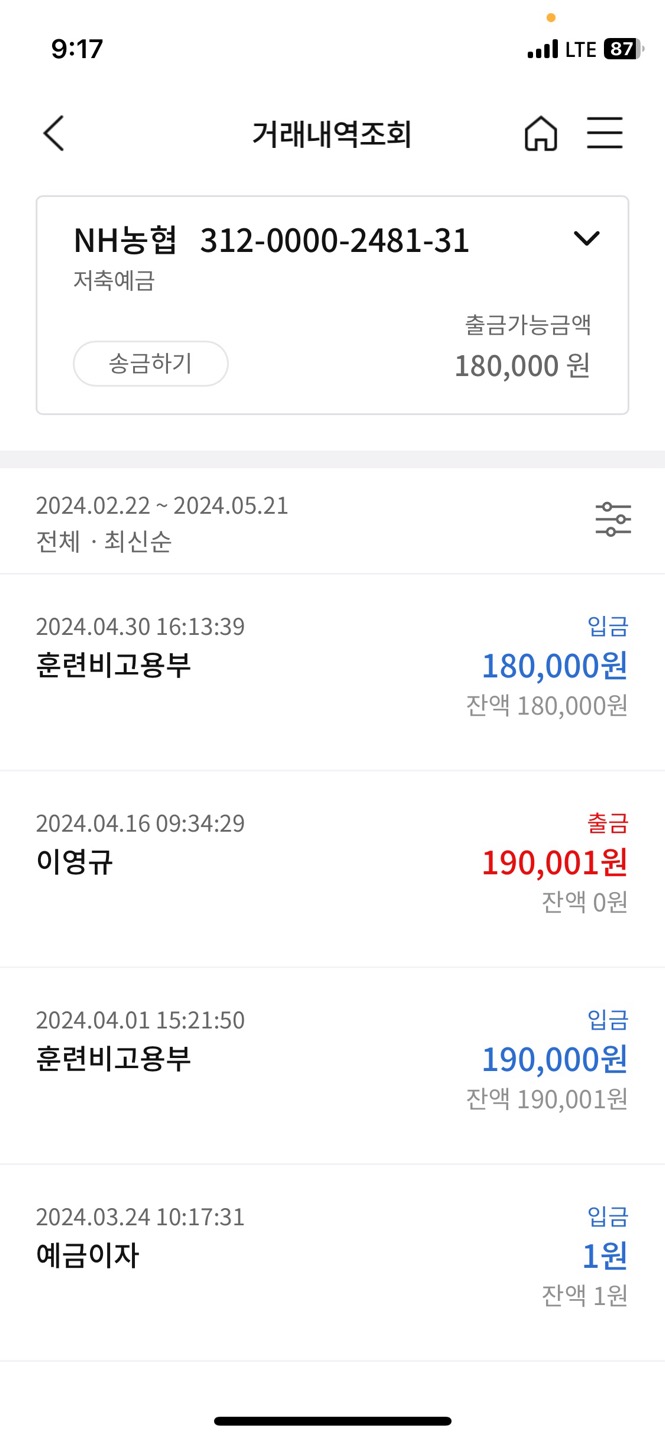 9:17 LTE 87
거래내역조회
NH농협 312-0000-2481-31
저축예금
출금가능금액
송금하기 180,000 원
2024.02.22 ~ 2024.05.21
전체 · 최신순
2024.04.30 16:13:39 입금
훈련비고용부 180,000원
잔액 180,000원
2024.04.16 09:34:29 출금
이영규 190,001원
잔액 0원
2024.04.01 15:21:50 입금
훈련비고용부 190,000원
잔액 190,001원
2024.03.24 10:17:31 입금
예금이자 1원
잔액 1원